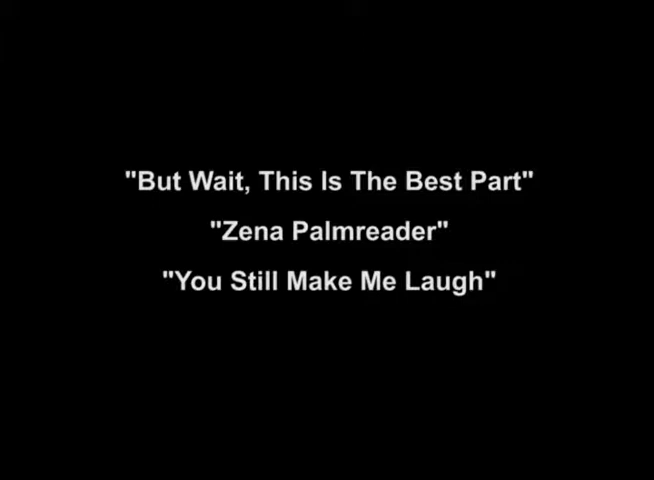 "But Wait, This Is The Best Part"
"Zena Palmreader"
"You Still Make Me Laugh"